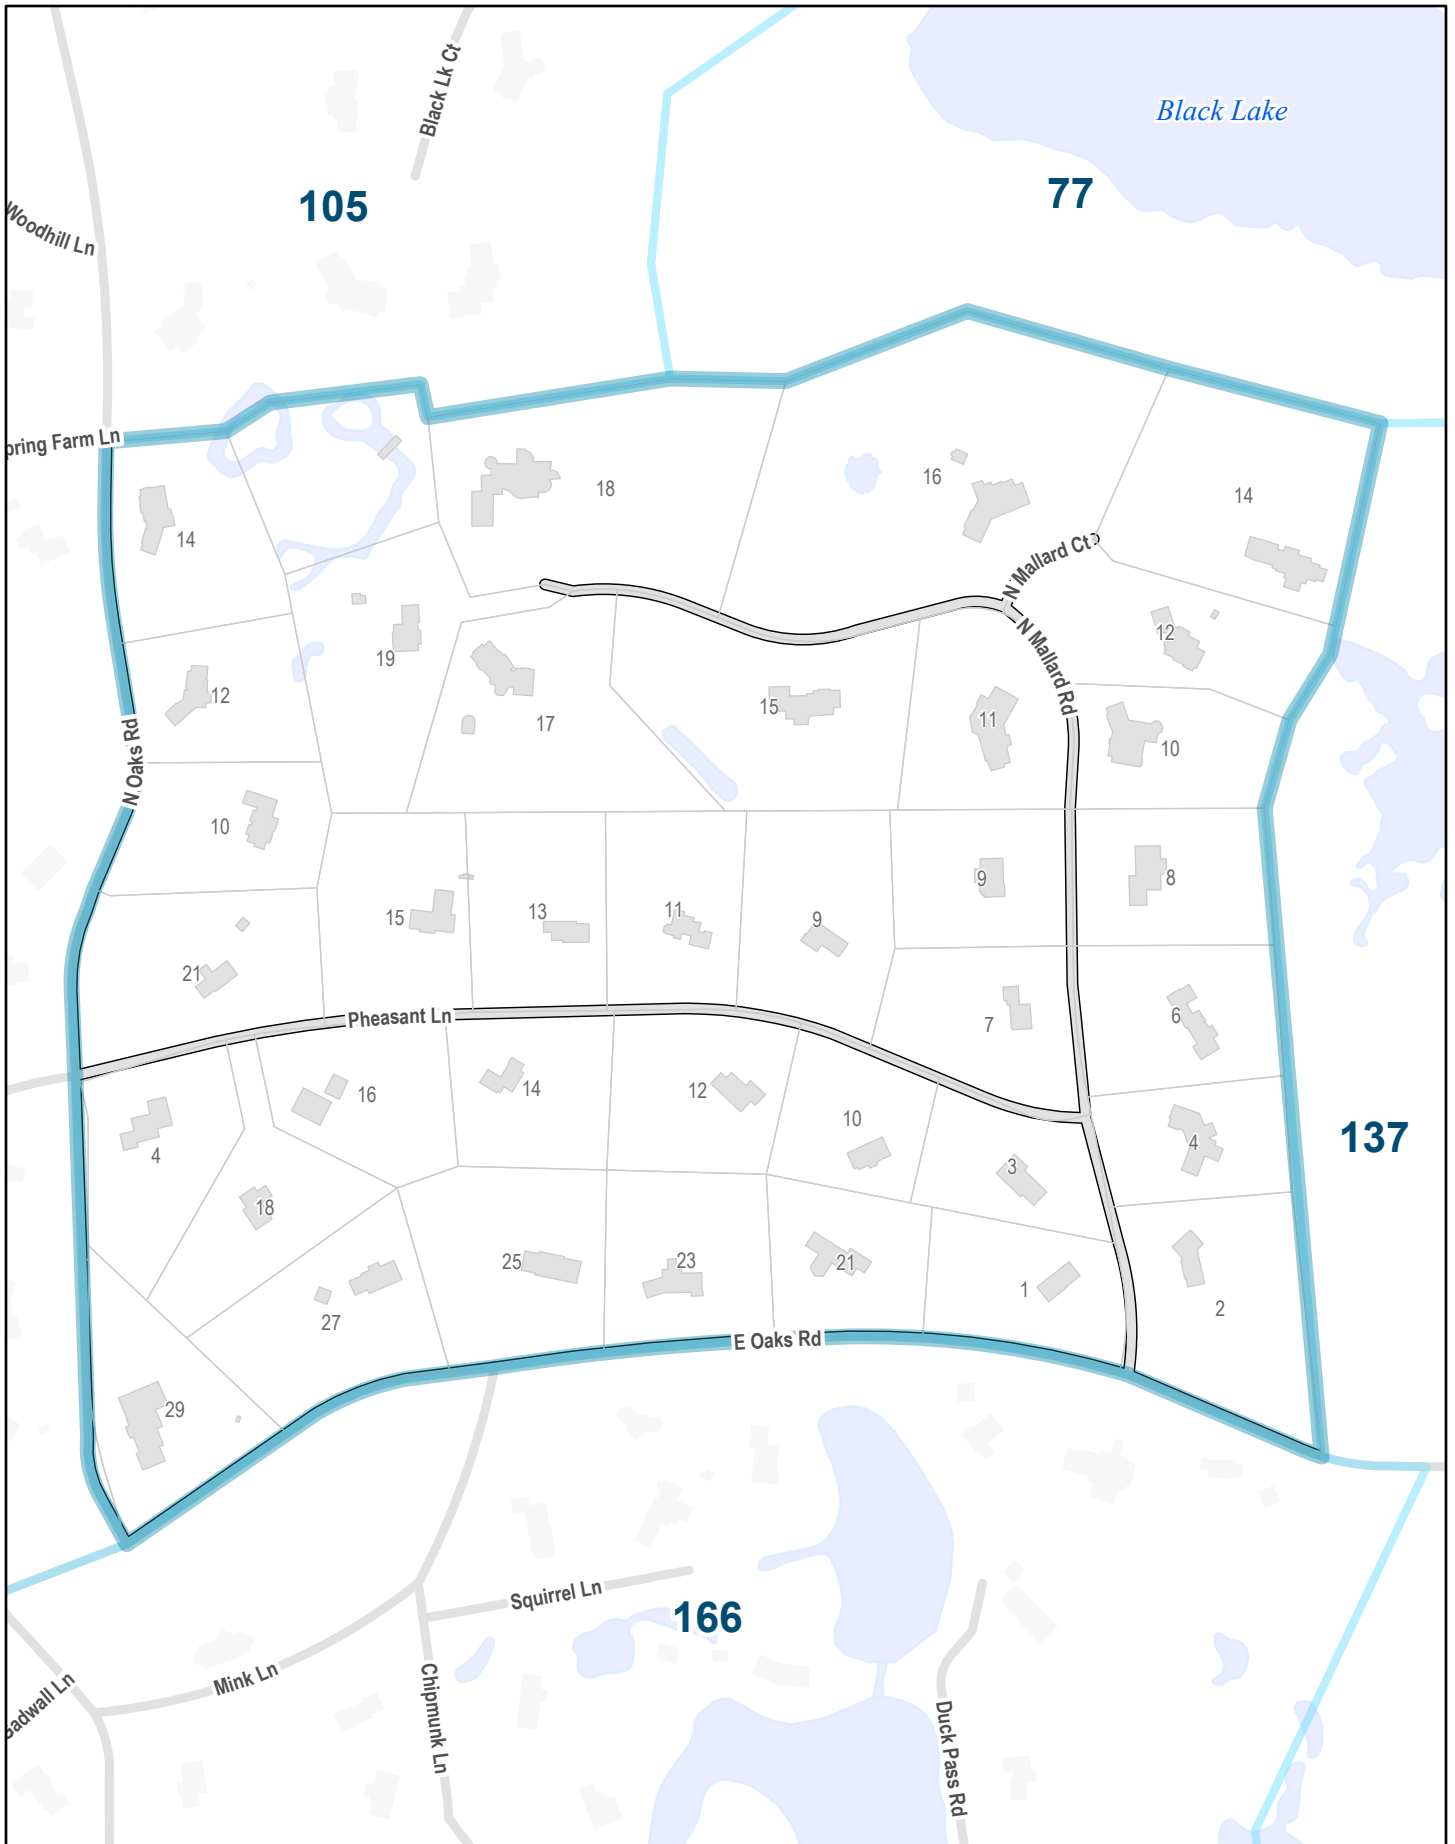 Black Lk Ct
Black Lake
77
105
Woodhill Ln
pring Farm Ln
18
16
14
14
N Mallard Ct
N Mallard Rd
12
19
12
17
15
11
10
N Oaks Rd
10
15
13
11
9
9
8
21
Pheasant Ln
7
6
16
14
12
10
4
4
3
137
18
25
23
21
1
2
27
E Oaks Rd
29
Squirrel Ln
166
Mink Ln
Gadwall Ln
Chipmunk Ln
Duck Pass Rd